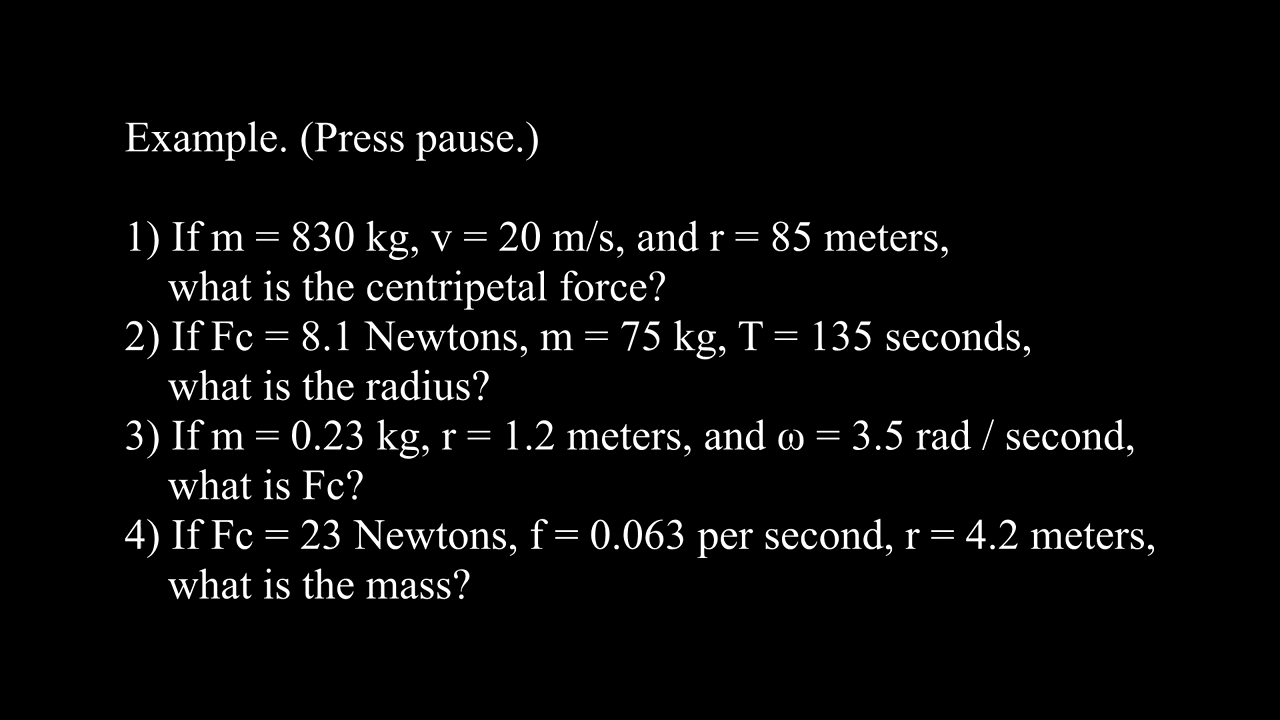 Example. (Press pause.)
1) If m = 830 kg, v = 20 m/s, and r = 85 meters,
what is the centripetal force?
2) If Fc = 8.1 Newtons, m = 75 kg, T = 135 seconds,
what is the radius?
3) If m = 0.23 kg, r = 1.2 meters, and ω = 3.5 rad / second,
what is Fc?
4) If Fc = 23 Newtons, f = 0.063 per second, r = 4.2 meters,
what is the mass?